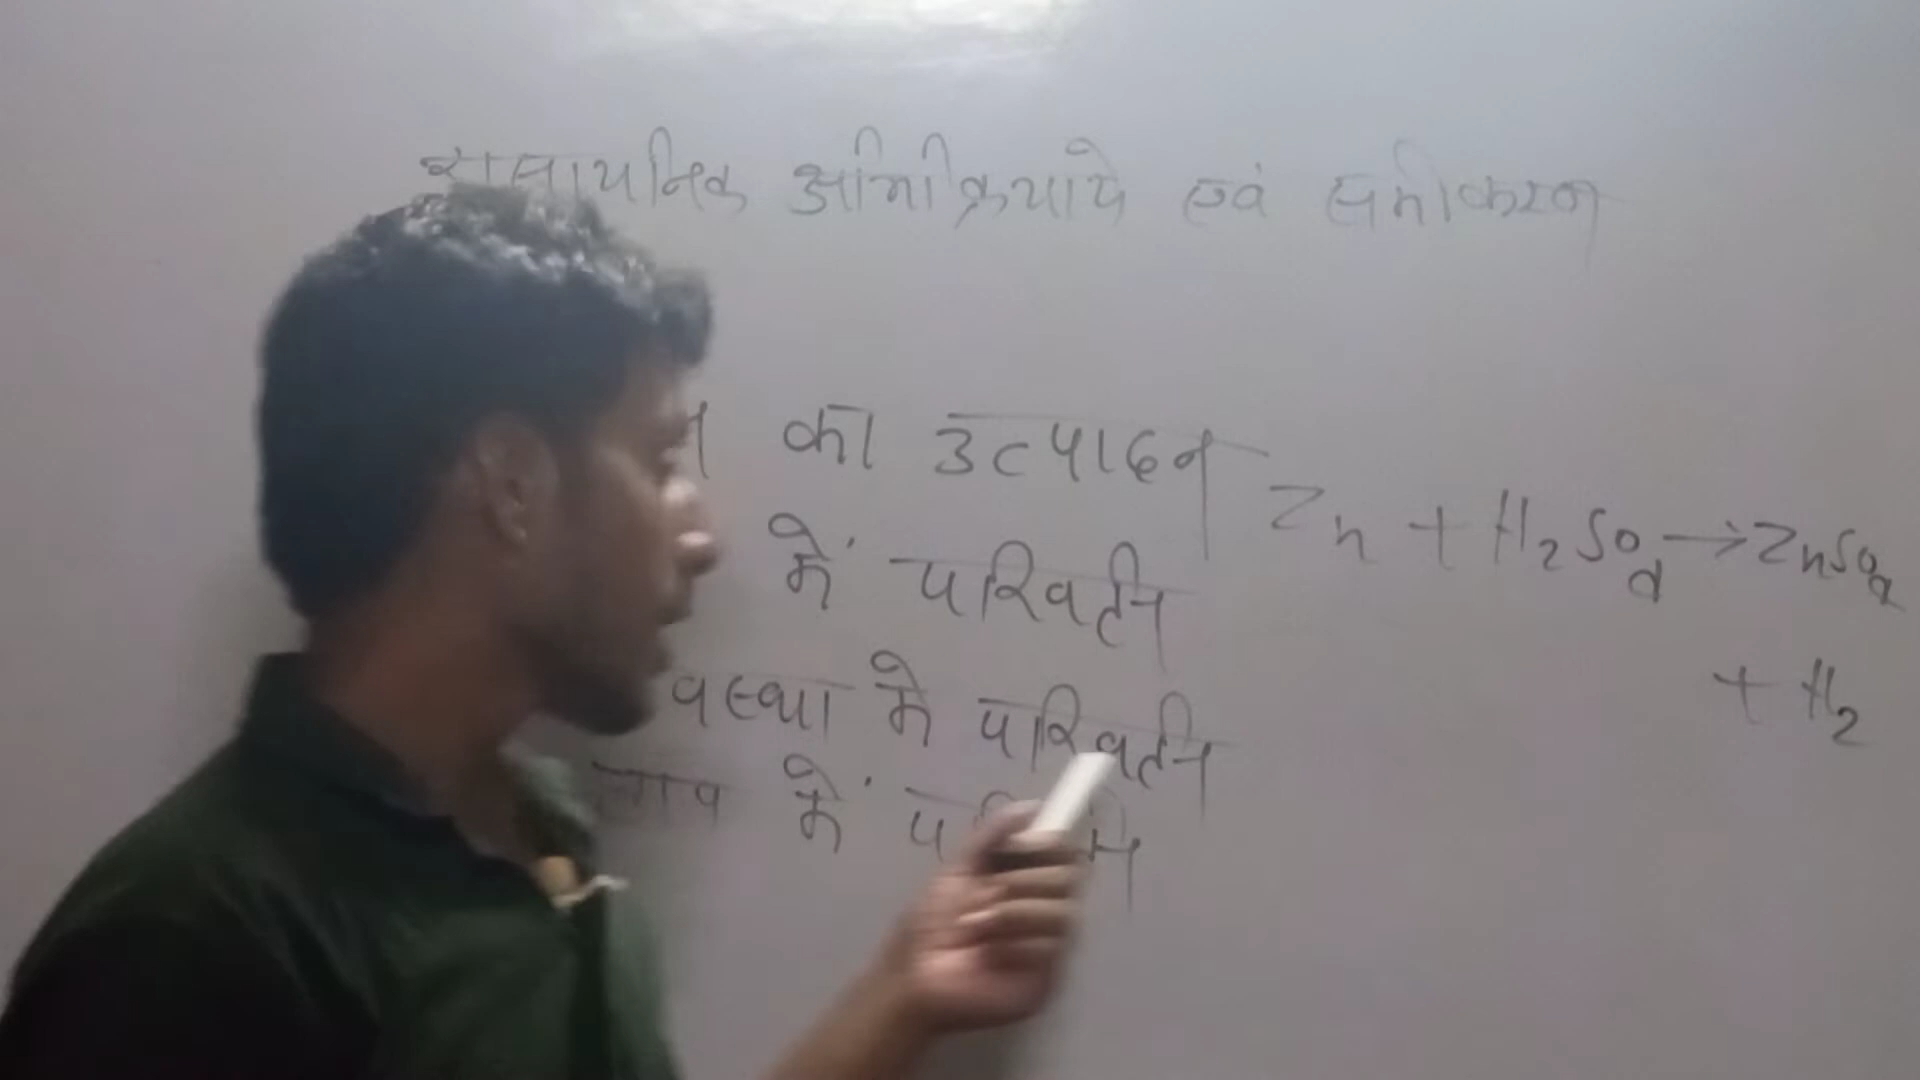 रासायनिक अभिक्रियाये एवं समीकरण
का उत्पादन
Zn + H₂SO₄ → ZnSO₄
में परिवर्तन
+ H₂
वस्था में परिवर्तन
में